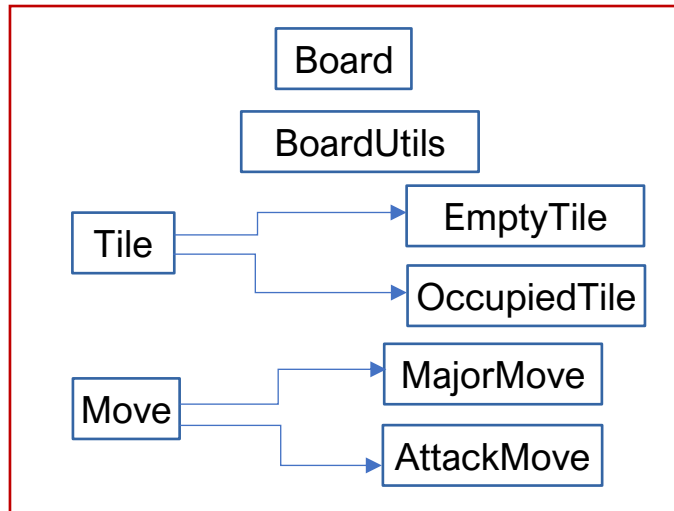 Board
BoardUtils
EmptyTile
Tile
OccupiedTile
MajorMove
Move
AttackMove